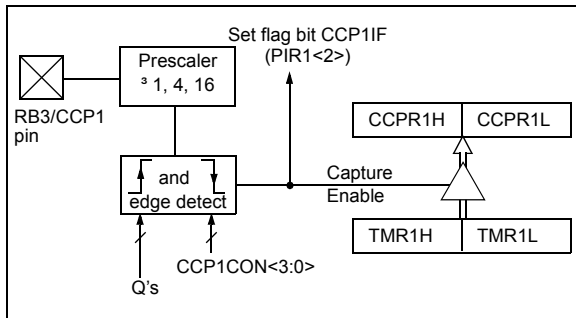 Set flag bit CCP1IF
(PIR1<2>)
Prescaler
³ 1, 4, 16
RB3/CCP1
pin
CCPR1H CCPR1L
and
edge detect
Capture
Enable
TMR1H TMR1L
CCP1CON<3:0>
Q's